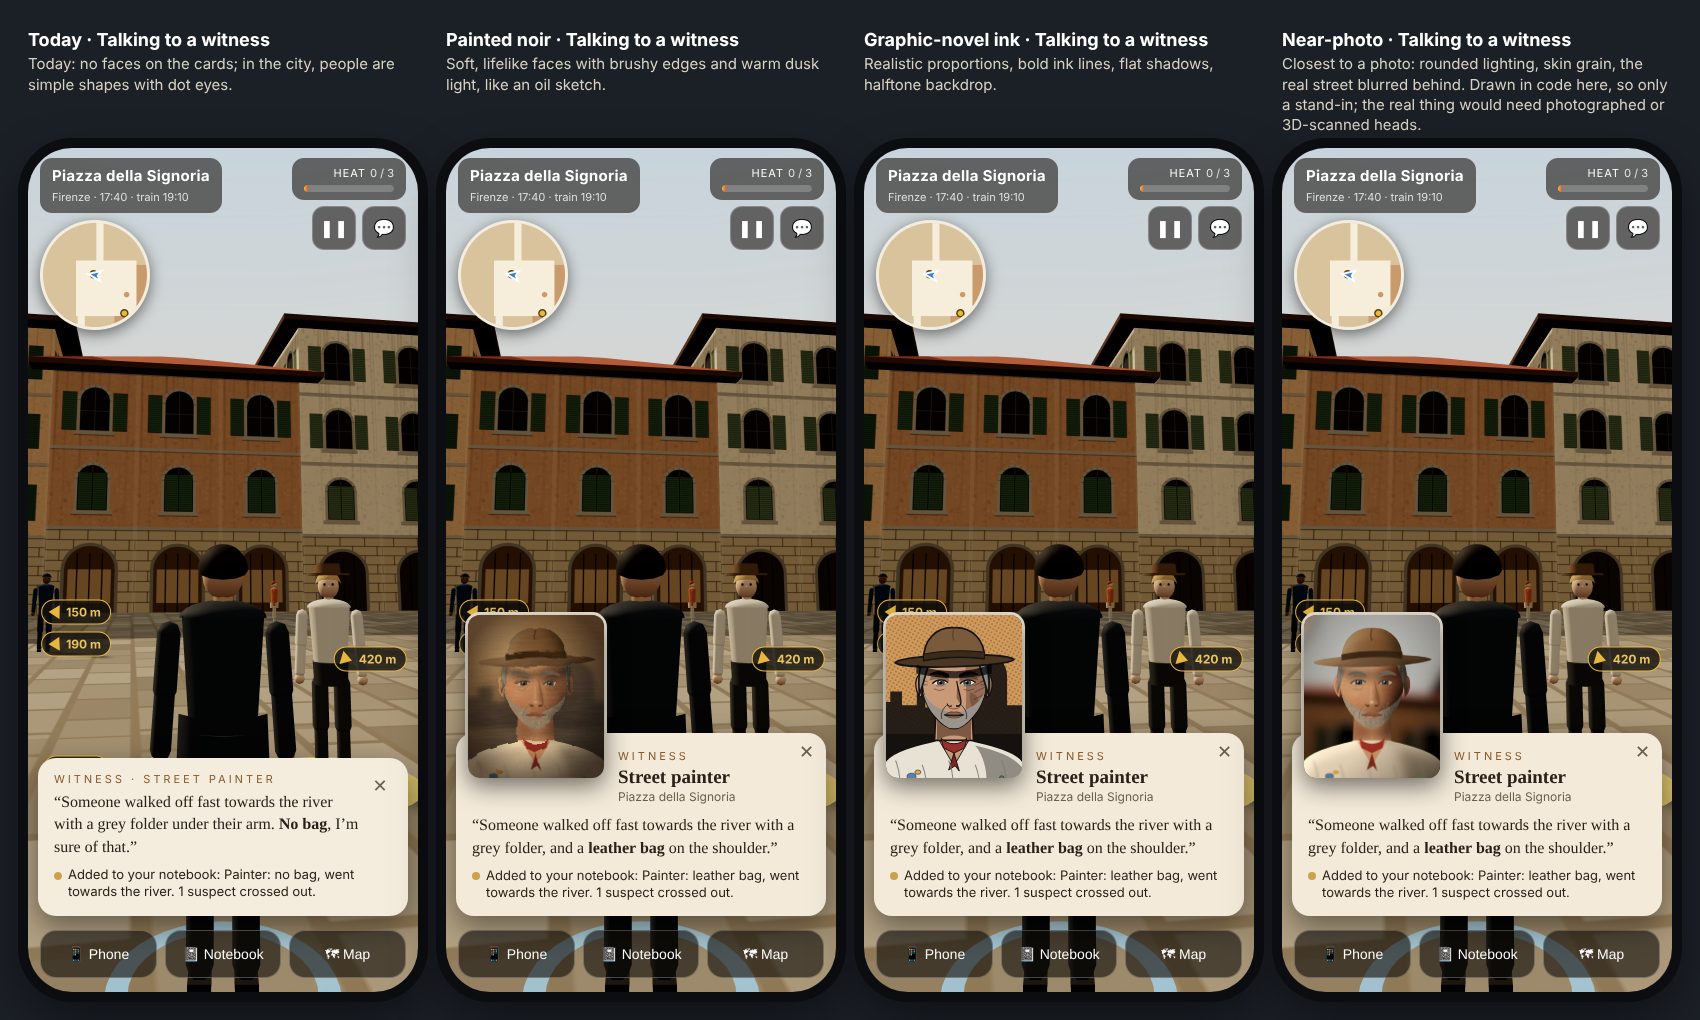 Today · Talking to a witness
Today: no faces on the cards; in the city, people are
simple shapes with dot eyes.
Painted noir · Talking to a witness
Soft, lifelike faces with brushy edges and warm dusk
light, like an oil sketch.
Graphic-novel ink · Talking to a witness
Realistic proportions, bold ink lines, flat shadows,
halftone backdrop.
Near-photo · Talking to a witness
Closest to a photo: rounded lighting, skin grain, the
real street blurred behind. Drawn in code here, so only
a stand-in; the real thing would need photographed or
3D-scanned heads.
Piazza della Signoria
Firenze · 17:40 · train 19:10
HEAT 0 / 3
150 m
190 m
420 m
WITNESS · STREET PAINTER
“Someone walked off fast towards the river
with a grey folder under their arm. No bag, I’m
sure of that.”
Added to your notebook: Painter: no bag, went
towards the river. 1 suspect crossed out.
Phone
Notebook
Map
Piazza della Signoria
Firenze · 17:40 · train 19:10
HEAT 0 / 3
150 m
420 m
WITNESS
Street painter
Piazza della Signoria
“Someone walked off fast towards the river with a
grey folder, and a leather bag on the shoulder.”
Added to your notebook: Painter: leather bag, went
towards the river. 1 suspect crossed out.
Phone
Notebook
Map
Piazza della Signoria
Firenze · 17:40 · train 19:10
HEAT 0 / 3
150 m
420 m
WITNESS
Street painter
Piazza della Signoria
“Someone walked off fast towards the river with a
grey folder, and a leather bag on the shoulder.”
Added to your notebook: Painter: leather bag, went
towards the river. 1 suspect crossed out.
Phone
Notebook
Map
Piazza della Signoria
Firenze · 17:40 · train 19:10
HEAT 0 / 3
150 m
420 m
WITNESS
Street painter
Piazza della Signoria
“Someone walked off fast towards the river with a
grey folder, and a leather bag on the shoulder.”
Added to your notebook: Painter: leather bag, went
towards the river. 1 suspect crossed out.
Phone
Notebook
Map